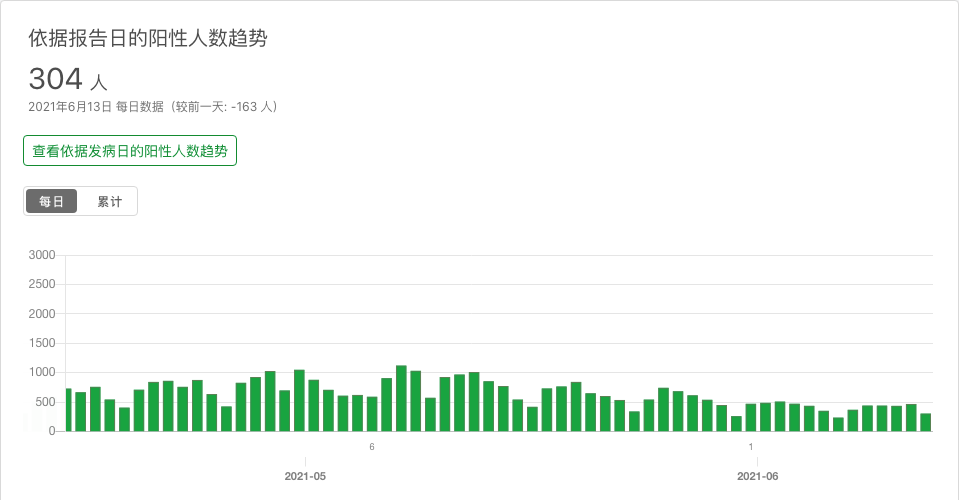 依据报告日的阳性人数趋势
304 人
2021年6月13日 每日数据（较前一天: -163 人）
查看依据发病日的阳性人数趋势
每日 累计
3000
2500
2000
1500
1000
500
0
6 1
2021-05 2021-06